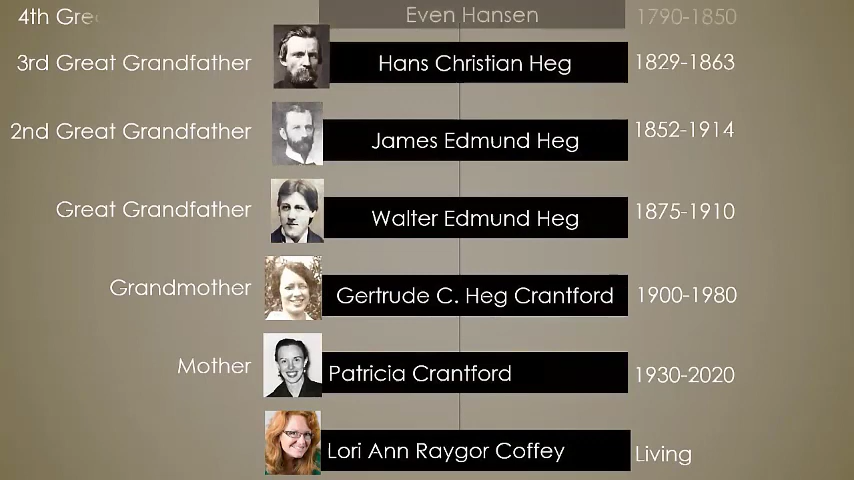 4th Gre
Even Hansen
1790-1850
3rd Great Grandfather
Hans Christian Heg
1829-1863
2nd Great Grandfather
James Edmund Heg
1852-1914
Great Grandfather
Walter Edmund Heg
1875-1910
Grandmother
Gertrude C. Heg Crantford
1900-1980
Mother
Patricia Crantford
1930-2020
Lori Ann Raygor Coffey
Living